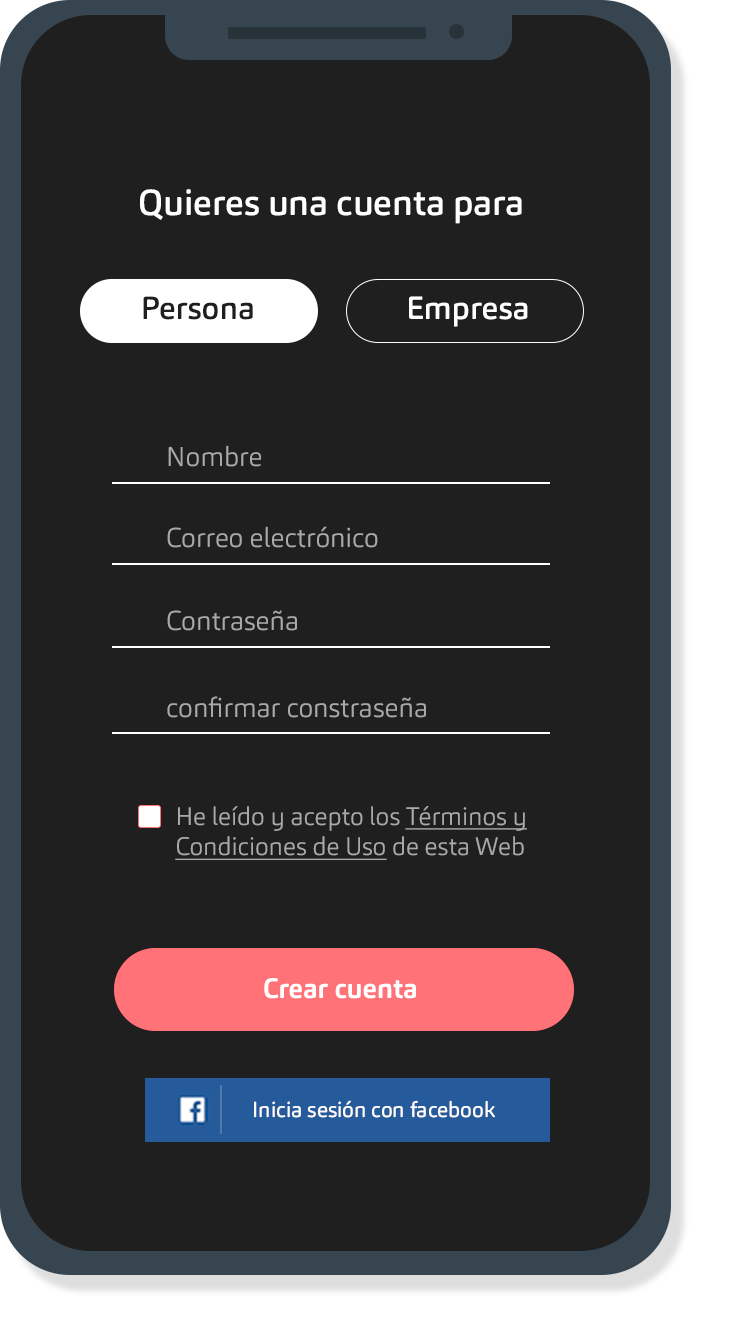 Quieres una cuenta para
Persona
Empresa
Nombre
Correo electrónico
Contraseña
confirmar constraseña
He leído y acepto los Términos y
Condiciones de Uso de esta Web
Crear cuenta
Inicia sesión con facebook